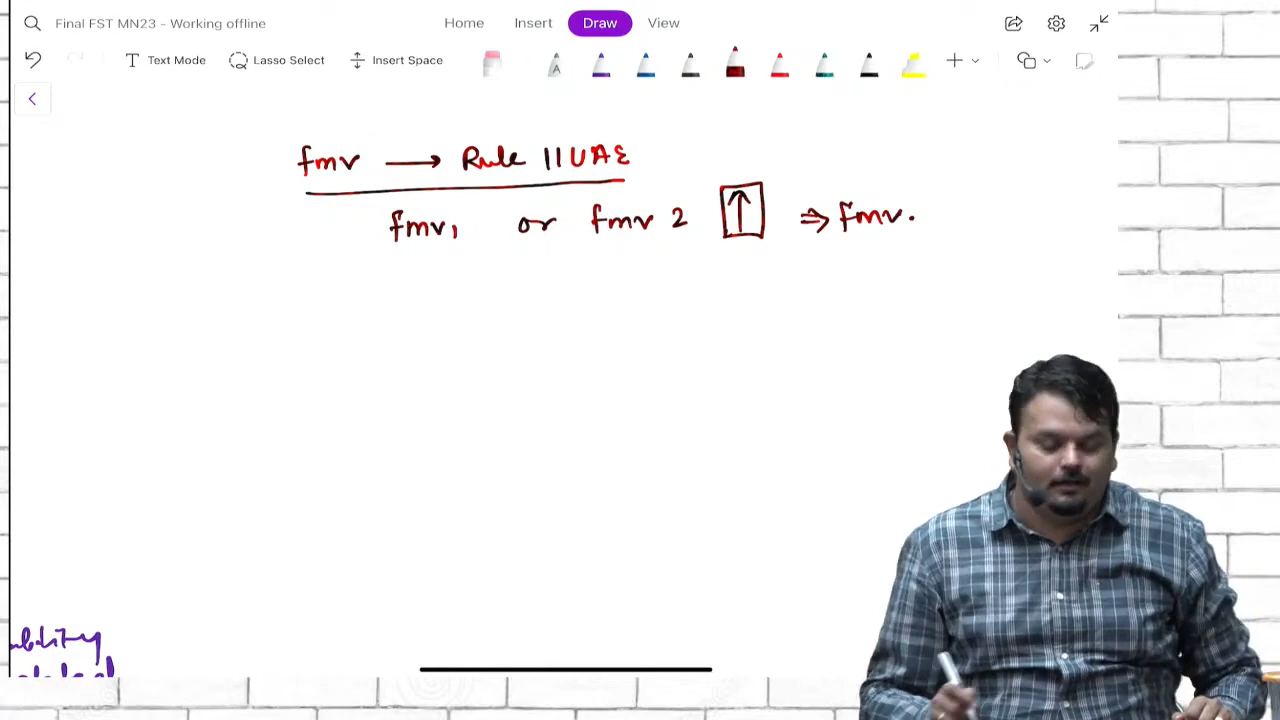 Final FST MN23 - Working offline
Home Insert Draw View
Text Mode Lasso Select Insert Space
A
fmv → Rule 11UAE
fmv1 or fmv 2 ↑ ⇒ fmv.